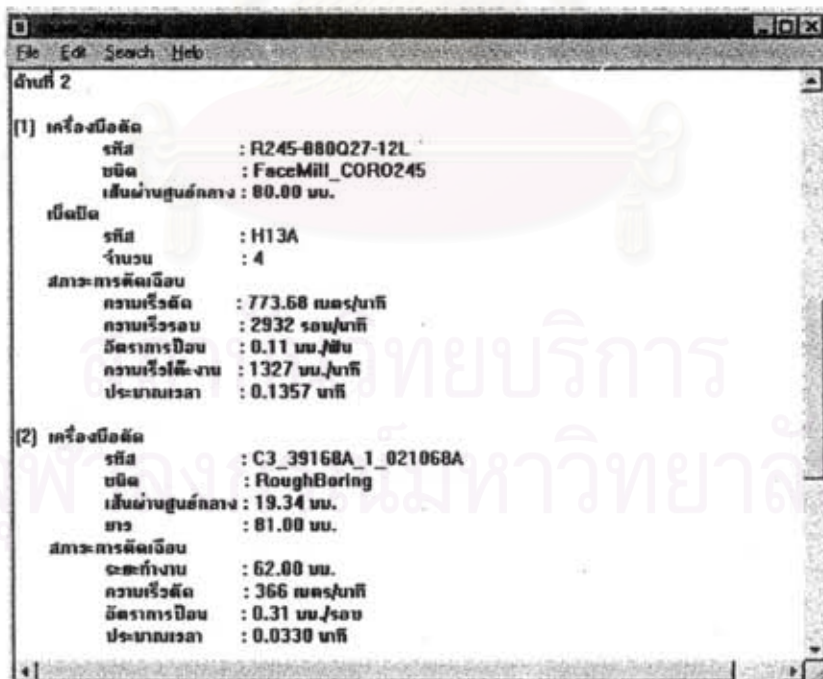 File Edit Search Help
ด้านที่ 2
[1] เครื่องมือตัด
รหัส : R245-080Q27-12L
ชนิด : FaceMill_CORO245
เส้นผ่านศูนย์กลาง : 80.00 มม.
เม็ดมีด
รหัส : H13A
จำนวน : 4
สภาวะการตัดเฉือน
ความเร็วตัด : 773.68 เมตร/นาที
ความเร็วรอบ : 2932 รอบ/นาที
อัตราการป้อน : 0.11 มม./ฟัน
ความเร็วโต๊ะงาน : 1327 มม./นาที
ประมาณเวลา : 0.1357 นาที
[2] เครื่องมือตัด
รหัส : C3_39168A_1_021068A
ชนิด : RoughBoring
เส้นผ่านศูนย์กลาง : 19.34 มม.
ยาว : 81.00 มม.
สภาวะการตัดเฉือน
ระยะทำงาน : 62.00 มม.
ความเร็วตัด : 366 เมตร/นาที
อัตราการป้อน : 0.31 มม./รอบ
ประมาณเวลา : 0.0330 นาที